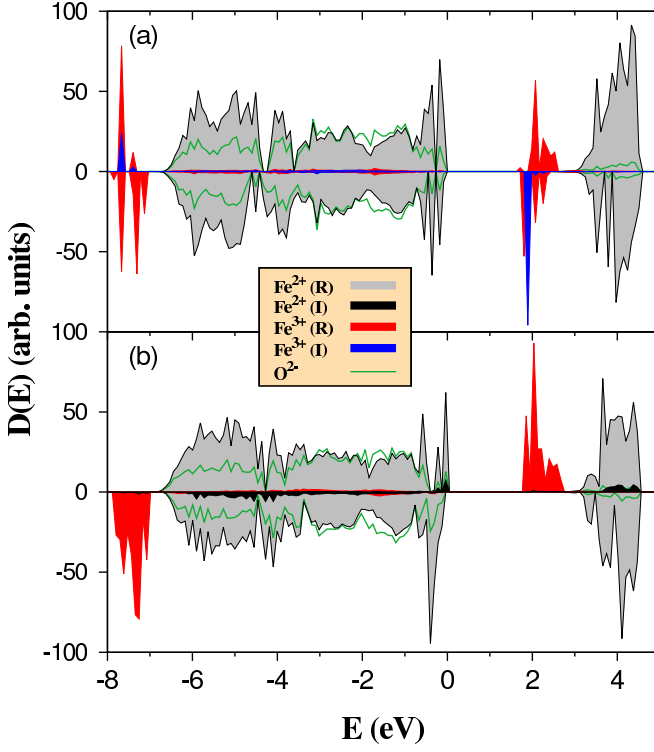 100
(a)
50
0
-50
100
Fe²⁺ (R)
Fe²⁺ (I)
Fe³⁺ (R)
Fe³⁺ (I)
O²⁻
D(E) (arb. units)
(b)
50
0
-50
-100
-8 -6 -4 -2 0 2 4
E (eV)